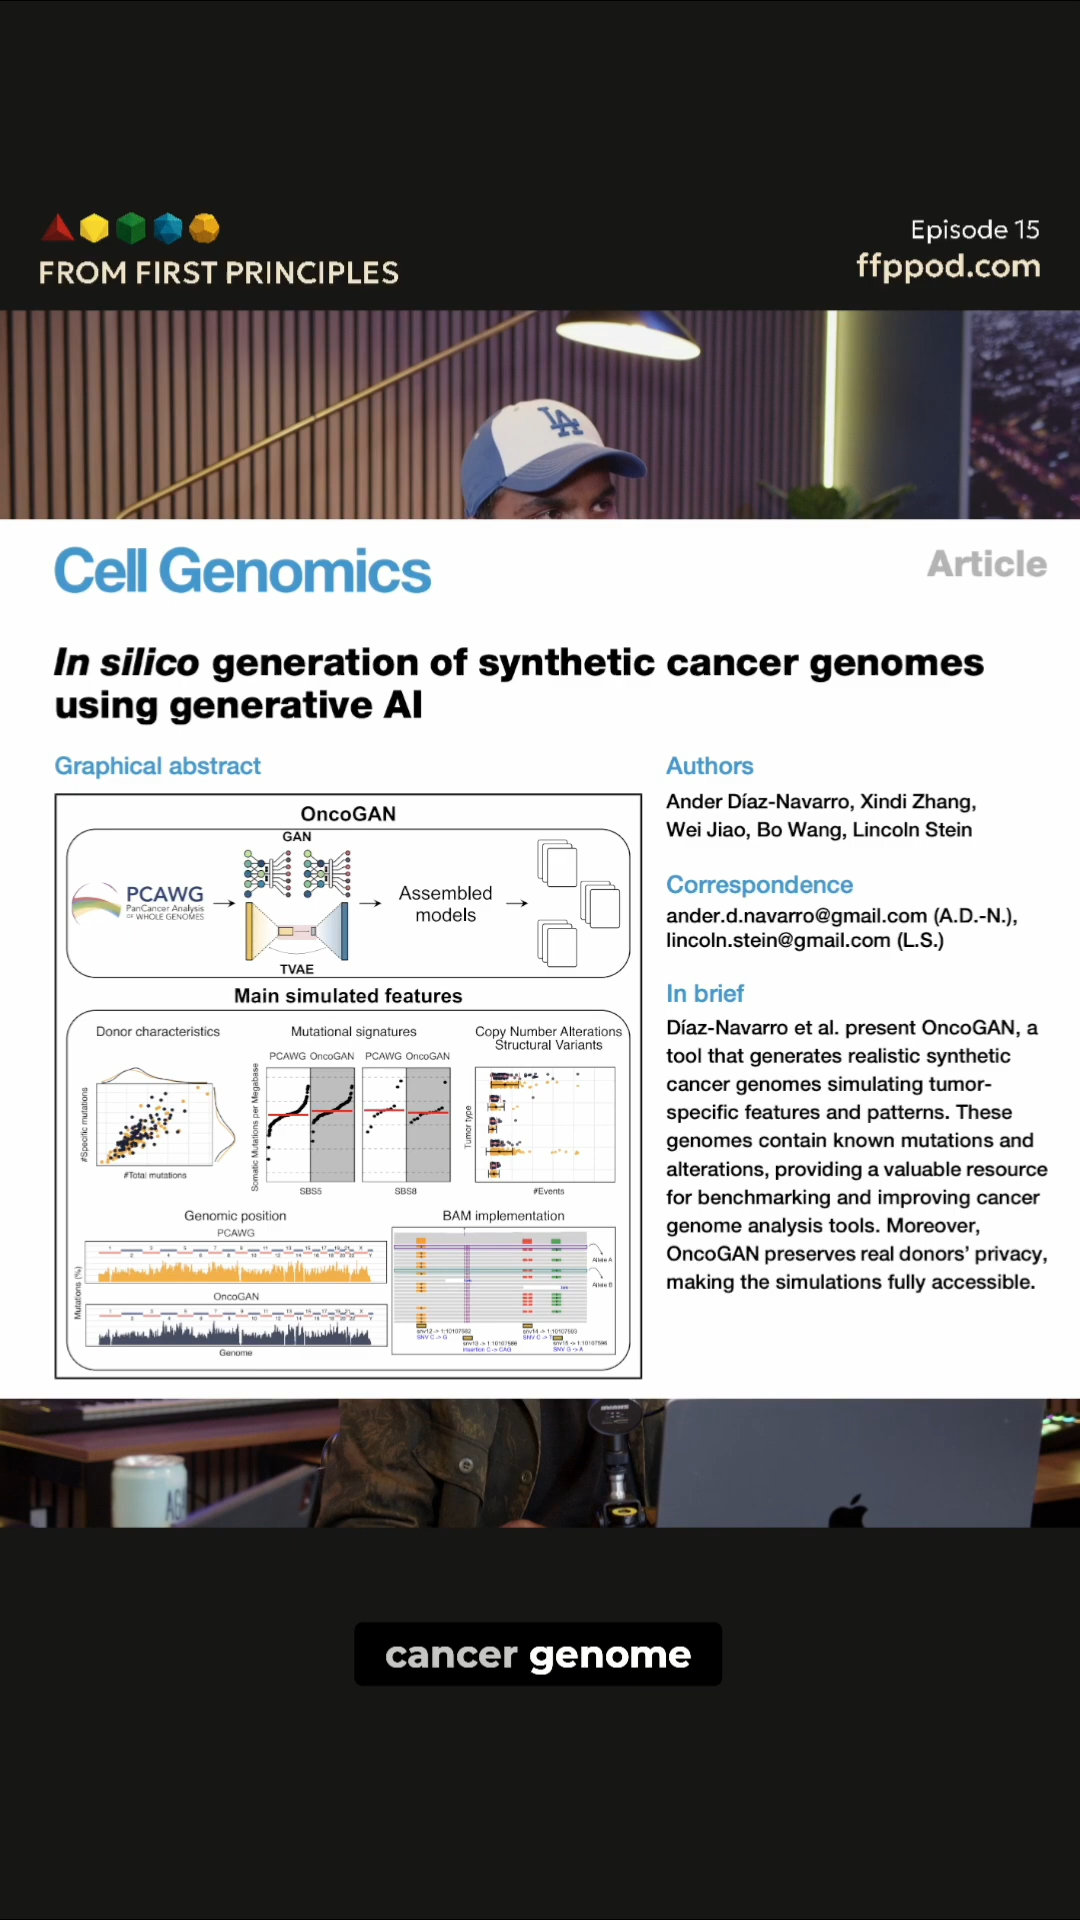 Episode 15
FROM FIRST PRINCIPLES
ffppod.com
LA
Cell Genomics
Article
In silico generation of synthetic cancer genomes
using generative AI
Graphical abstract
OncoGAN
GAN
PCAWG
PanCancer Analysis
OF WHOLE GENOMES
Assembled
models
TVAE
Main simulated features
Donor characteristics
#Specific mutations
#Total mutations
Mutational signatures
PCAWG OncoGAN PCAWG OncoGAN
Somatic Mutations per Megabase
SBS5
SBS8
Copy Number Alterations
Structural Variants
Tumor type
#Events
Genomic position
PCAWG
OncoGAN
Mutations (%)
Genome
BAM implementation
Allele A
Allele B
Authors
Ander Díaz-Navarro, Xindi Zhang,
Wei Jiao, Bo Wang, Lincoln Stein
Correspondence
ander.d.navarro@gmail.com (A.D.-N.),
lincoln.stein@gmail.com (L.S.)
In brief
Díaz-Navarro et al. present OncoGAN, a
tool that generates realistic synthetic
cancer genomes simulating tumor-
specific features and patterns. These
genomes contain known mutations and
alterations, providing a valuable resource
for benchmarking and improving cancer
genome analysis tools. Moreover,
OncoGAN preserves real donors' privacy,
making the simulations fully accessible.
cancer genome